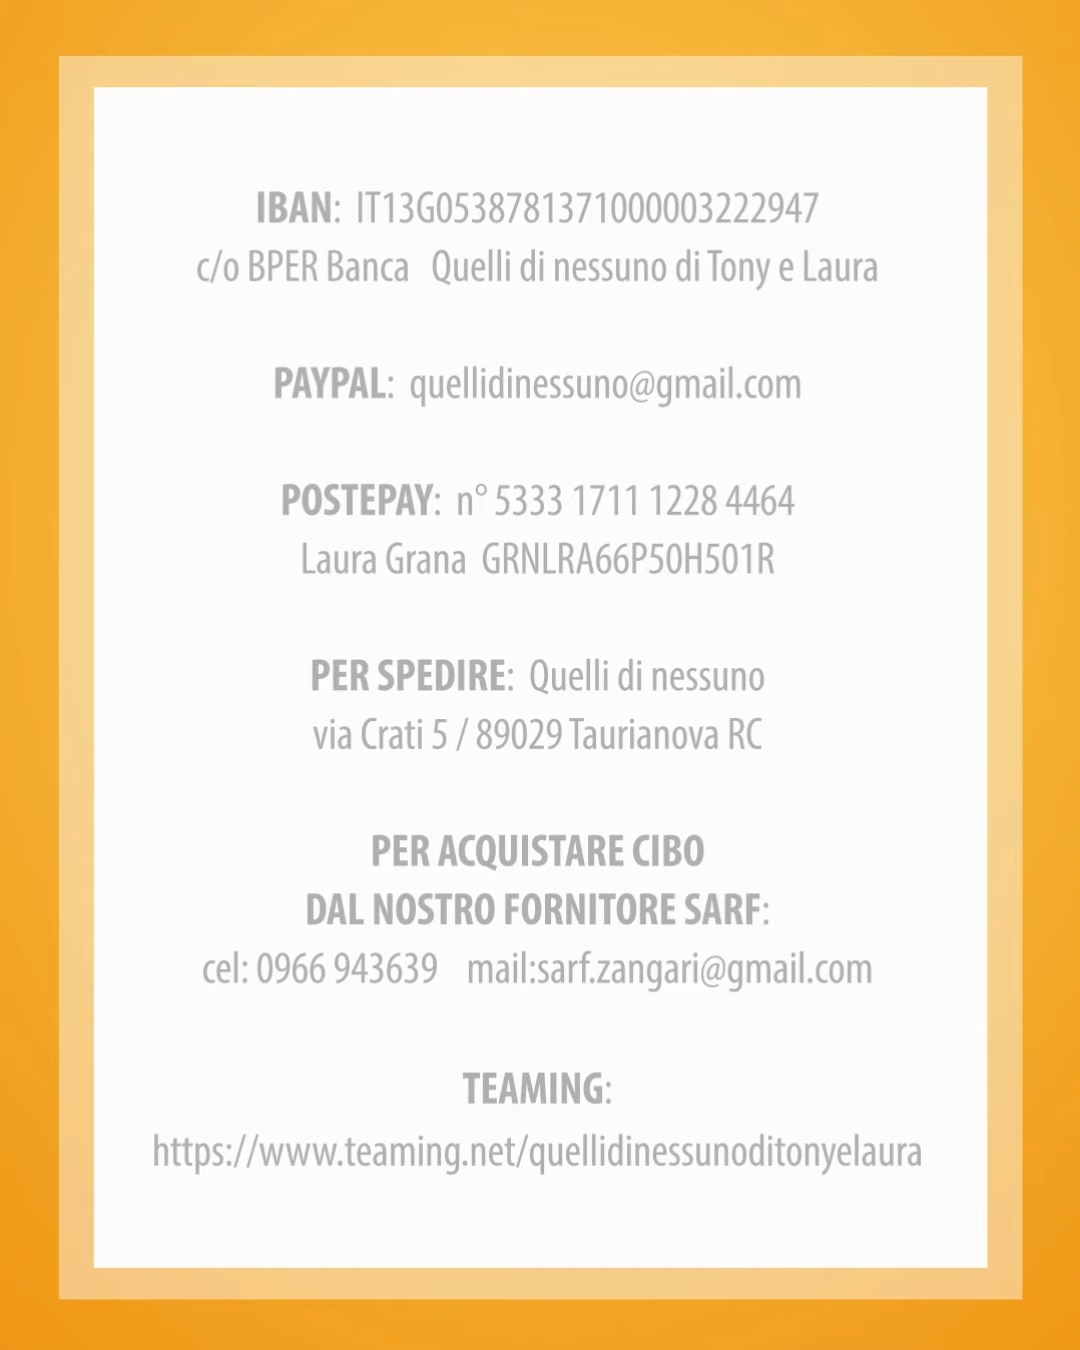 IBAN: IT13G0538781371000003222947
c/o BPER Banca Quelli di nessuno di Tony e Laura
PAYPAL: quellidinessuno@gmail.com
POSTEPAY: n° 5333 1711 1228 4464
Laura Grana GRNLRA66P50H501R
PER SPEDIRE: Quelli di nessuno
via Crati 5 / 89029 Taurianova RC
PER ACQUISTARE CIBO
DAL NOSTRO FORNITORE SARF:
cel: 0966 943639 mail:sarf.zangari@gmail.com
TEAMING:
https://www.teaming.net/quellidinessunoditonyelaura